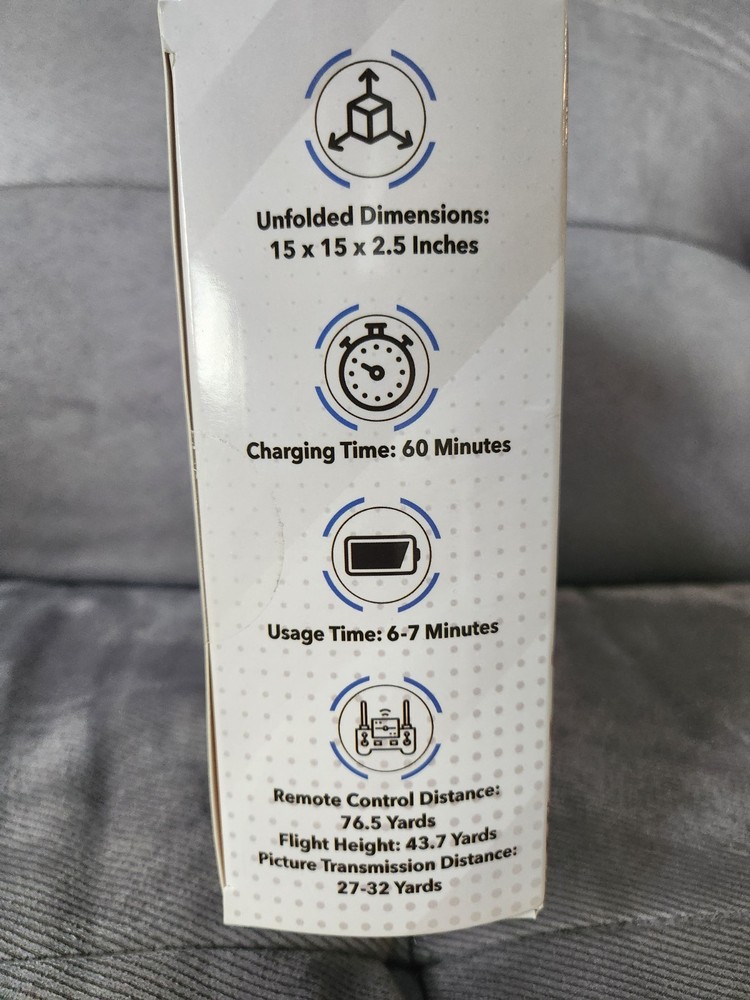 Unfolded Dimensions:
15 x 15 x 2.5 Inches
Charging Time: 60 Minutes
Usage Time: 6-7 Minutes
Remote Control Distance:
76.5 Yards
Flight Height: 43.7 Yards
Picture Transmission Distance:
27-32 Yards